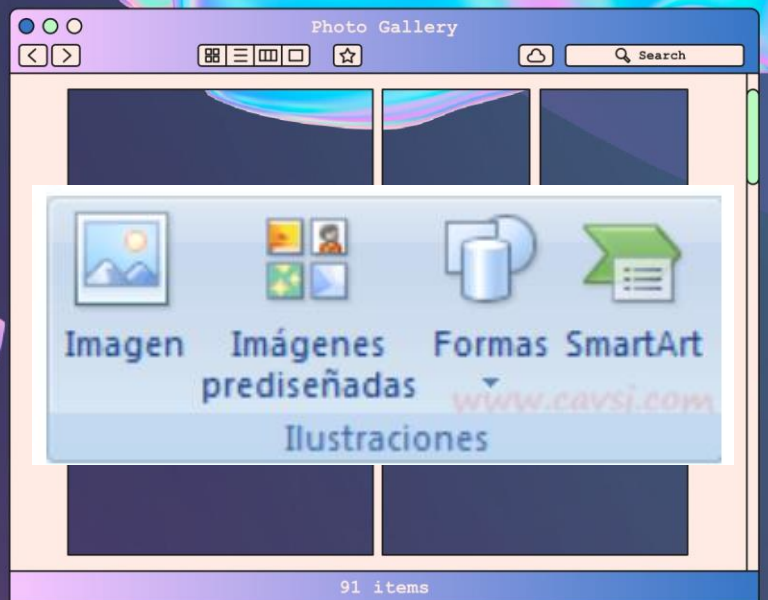 Photo Gallery
Search
Imagen
Imágenes
prediseñadas
Formas
SmartArt
www.cavsi.com
Ilustraciones
91 items